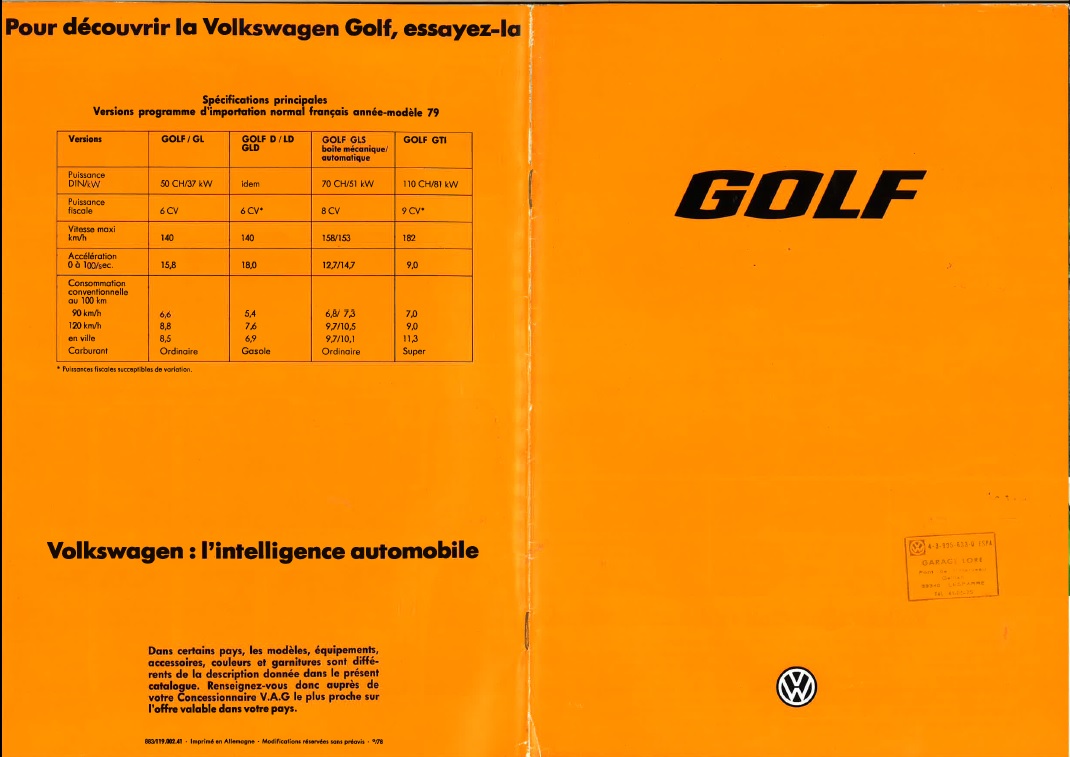 Pour découvrir la Volkswagen Golf, essayez-la
Spécifications principales
Versions programme d'importation normal français année-modèle 79
Versions GOLF / GL GOLF D / LD GOLF GLS GOLF GTI
GLD boîte mécanique/
automatique
Puissance
DIN/kW 50 CH/37 kW idem 70 CH/51 kW 110 CH/81 kW
Puissance
fiscale 6 CV 6 CV* 8 CV 9 CV*
Vitesse maxi
km/h 140 140 158/153 182
Accélération
0 à 100/sec. 15,8 18,0 12,7/14,7 9,0
Consommation
conventionnelle
au 100 km
90 km/h 6,6 5,4 6,8/ 7,3 7,0
120 km/h 8,8 7,6 9,7/10,5 9,0
en ville 8,5 6,9 9,7/10,1 11,3
Carburant Ordinaire Gasole Ordinaire Super
* Puissances fiscales succeptibles de variation.
Volkswagen : l'intelligence automobile
Dans certains pays, les modèles, équipements,
accessoires, couleurs et garnitures sont diffé-
rents de la description donnée dans le présent
catalogue. Renseignez-vous donc auprès de
votre Concessionnaire V.A.G le plus proche sur
l'offre valable dans votre pays.
883/119.002.41 - Imprimé en Allemagne - Modifications réservées sans préavis - /78
GOLF
GARAGE